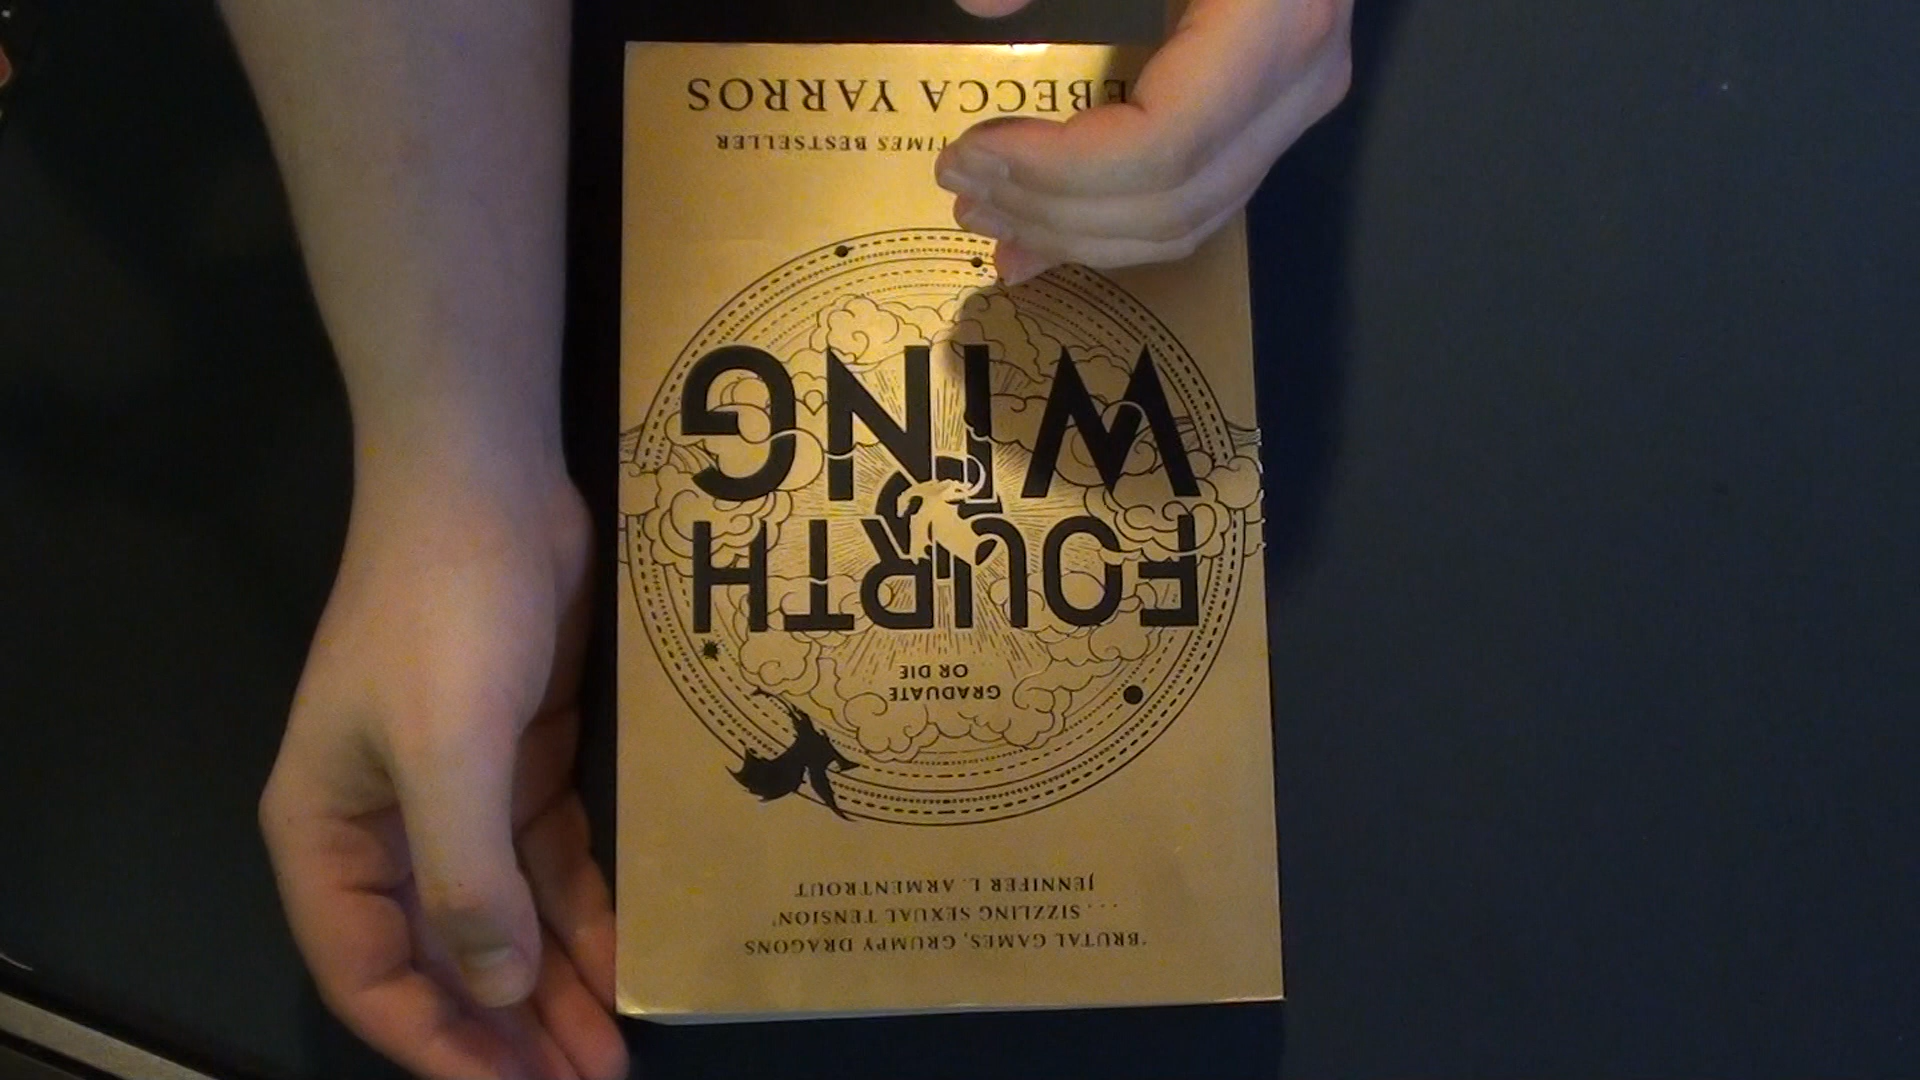 'BRUTAL GAMES, GRUMPY DRAGONS
... SIZZLING SEXUAL TENSION'
JENNIFER L. ARMENTROUT
GRADUATE
OR DIE
FOURTH
WING
TIMES BESTSELLER
EBECCA YARROS